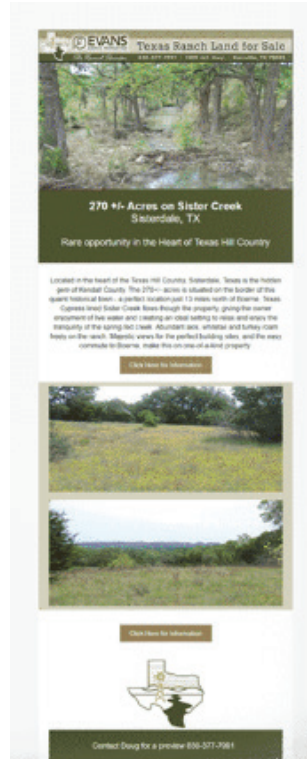 EVANS
Texas Ranch Land for Sale
270 +/- Acres on Sister Creek
Sisterdale, TX
Rare opportunity in the Heart of Texas Hill Country
Located in the heart of the Texas Hill Country, Sisterdale, Texas is the hidden
gem of Kendall County. The 270+/- acres is situated on the border of this
quaint historical town - a perfect location just 13 miles north of Boerne, Texas.
Cypress lined Sister Creek flows though the property, giving the owner
enjoyment of live water and creating an ideal setting to relax and enjoy the
tranquility of the spring fed creek. Abundant axis, whitetail and turkey roam
freely on the ranch. Majestic views for the perfect building sites, and the easy
commute to Boerne, make this on one-of-a-kind property.
Click Here for Information
Click Here for Information
Contact Doug for a preview 830-377-7051